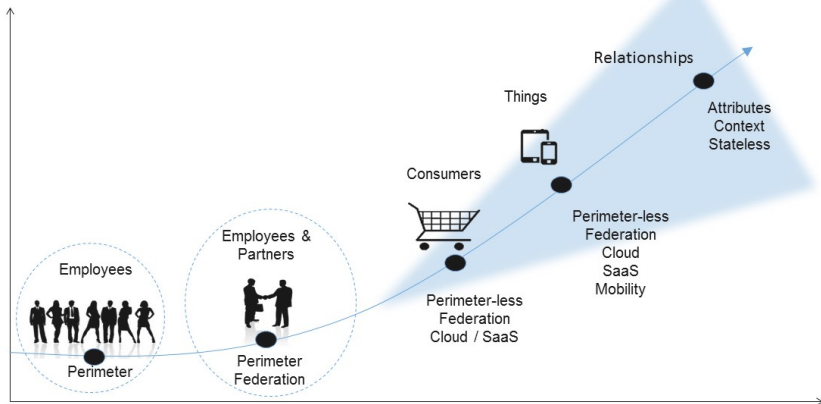 Employees
Perimeter
Employees &
Partners
Perimeter
Federation
Consumers
Perimeter-less
Federation
Cloud / SaaS
Things
Perimeter-less
Federation
Cloud
SaaS
Mobility
Relationships
Attributes
Context
Stateless